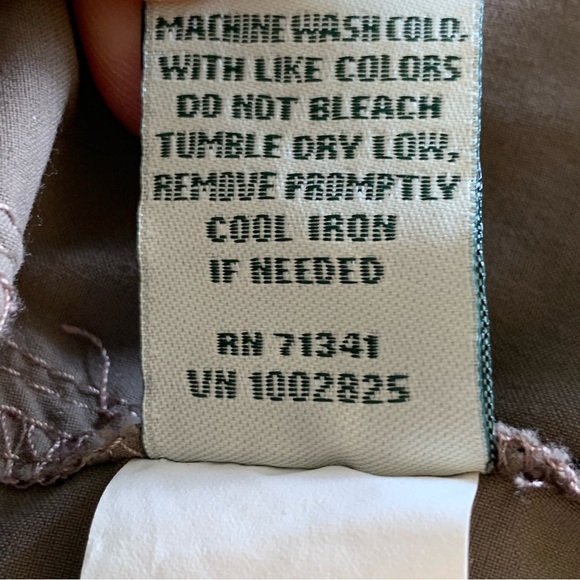 MACHINE WASH COLD.
WITH LIKE COLORS
DO NOT BLEACH
TUMBLE DRY LOW,
REMOVE PROMPTLY
COOL IRON
IF NEEDED
RN 71341
VN 1002825